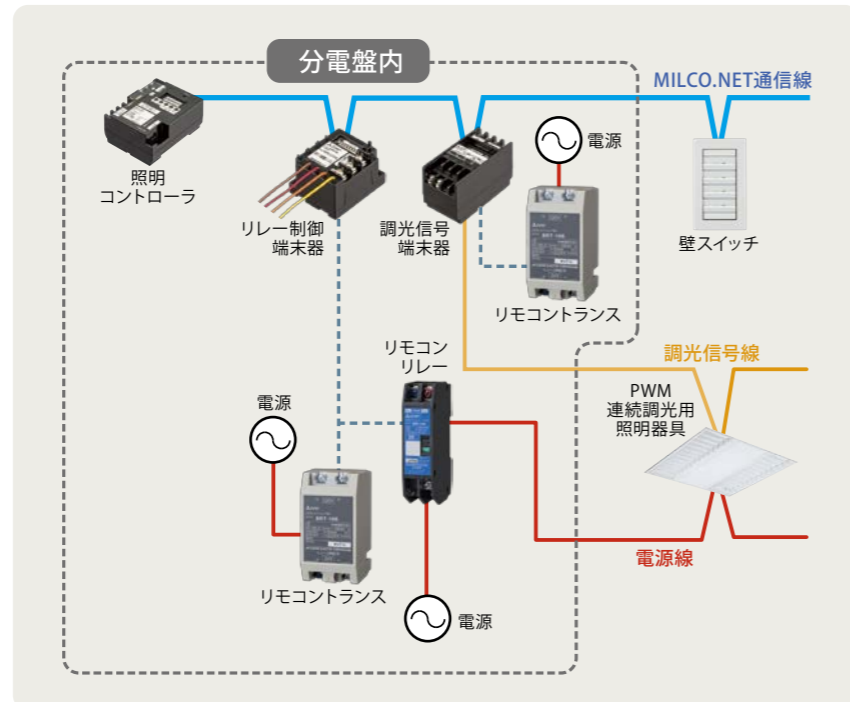 分電盤内
MILCO.NET通信線
照明
コントローラ
リレー制御
端末器
調光信号
端末器
電源
リモコントランス
壁スイッチ
調光信号線
リモコン
リレー
PWM
連続調光用
照明器具
電源
リモコントランス
電源線
電源